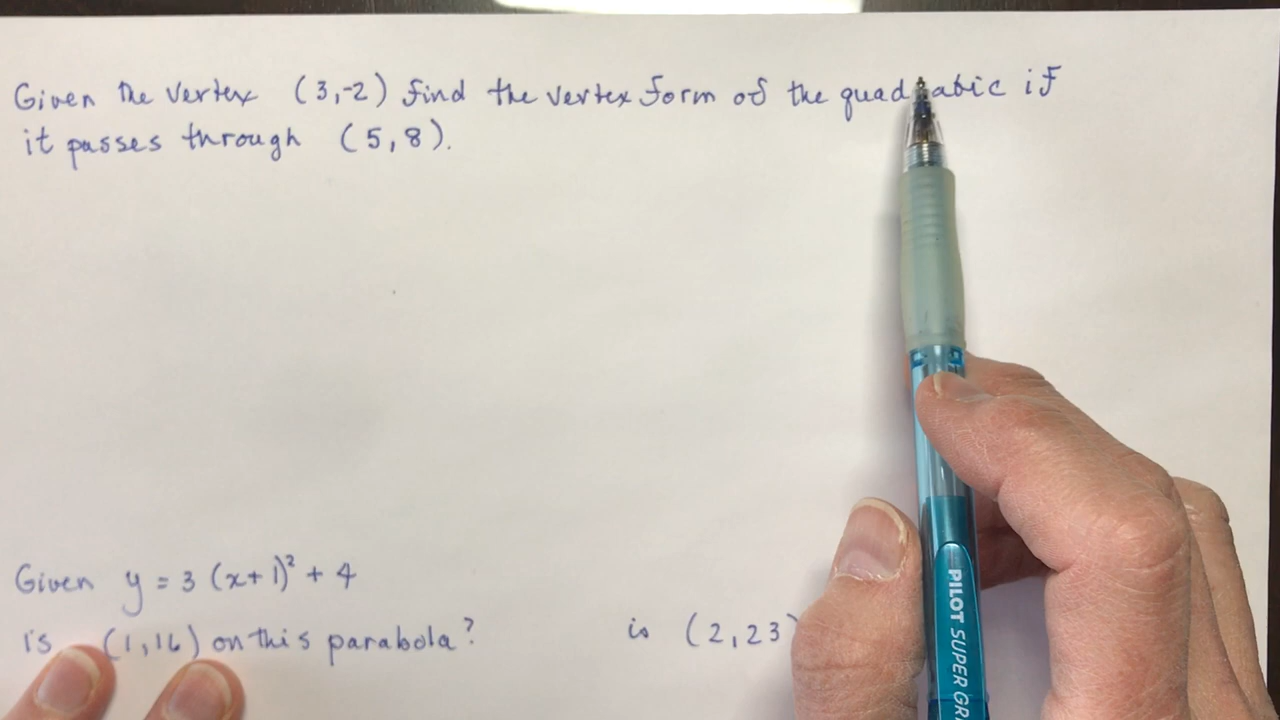 Given the vertex (3,-2) find the vertex form of the quadratic if
it passes through (5,8).
Given y = 3 (x+1)² + 4
is (1,16) on this parabola? is (2,23)
PILOT SUPER